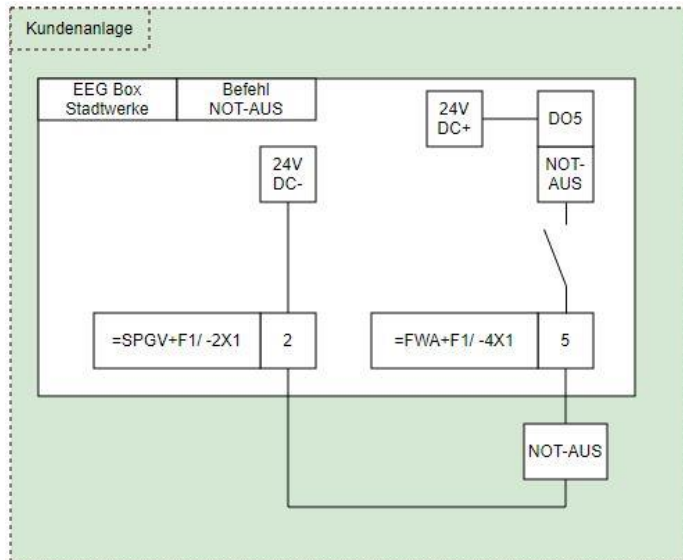 Kundenanlage
EEG Box
Stadtwerke
Befehl
NOT-AUS
24V
DC+
DO5
24V
DC-
NOT-
AUS
=SPGV+F1/ -2X1
2
=FWA+F1/ -4X1
5
NOT-AUS